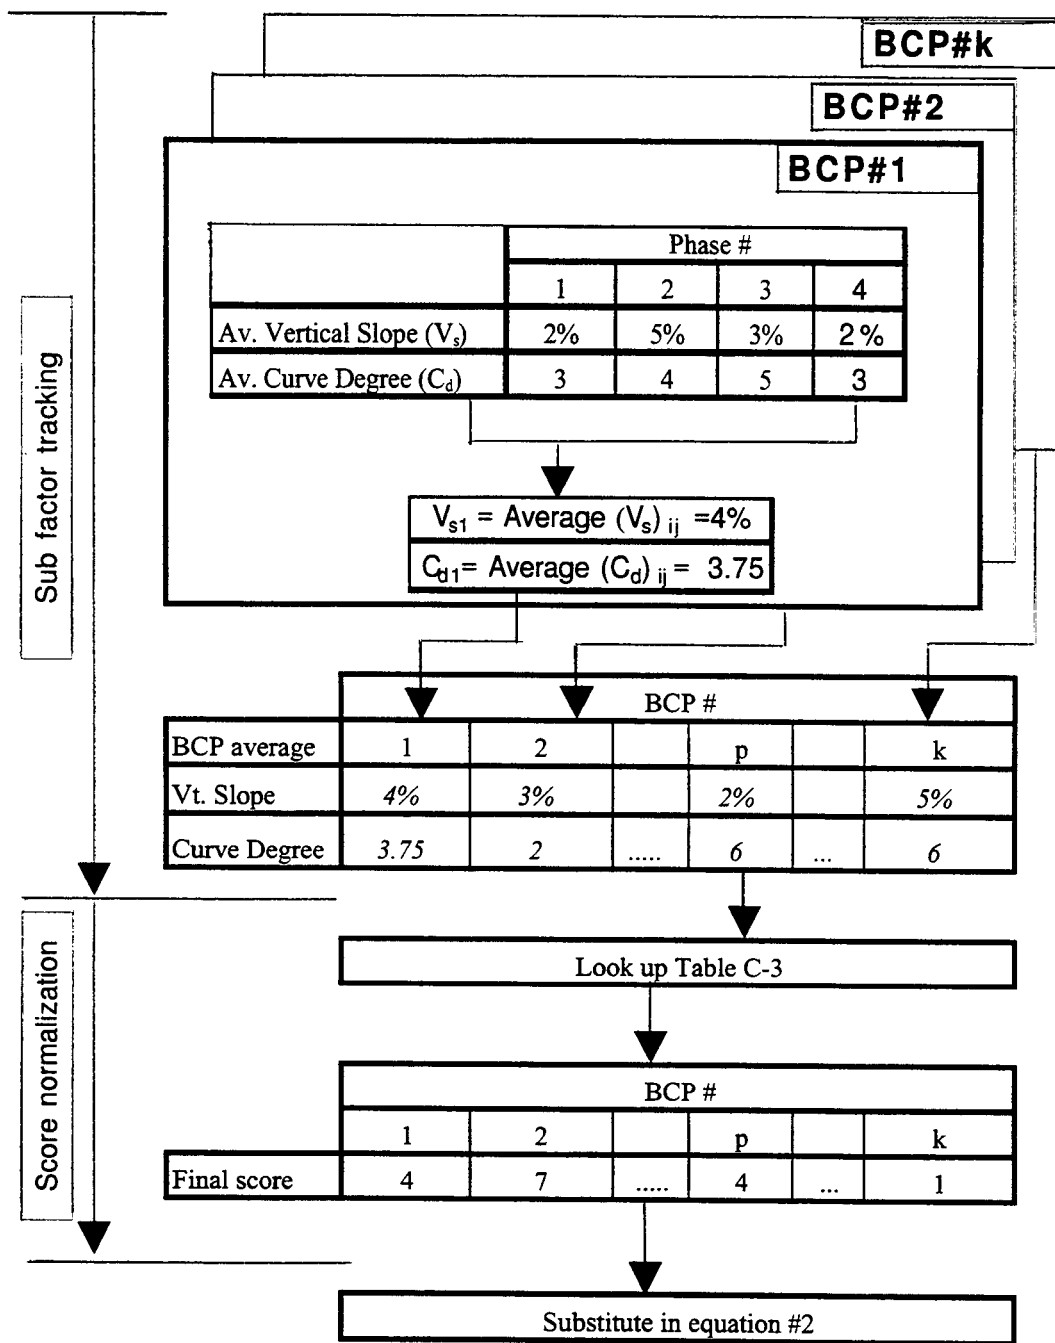 BCP#k
BCP#2
BCP#1
Phase #
1 2 3 4
Av. Vertical Slope (Vs) 2% 5% 3% 2%
Av. Curve Degree (Cd) 3 4 5 3
Vs1 = Average (Vs) ij =4%
Cd1= Average (Cd) ij = 3.75
Sub factor tracking
BCP #
BCP average 1 2 p k
Vt. Slope 4% 3% 2% 5%
Curve Degree 3.75 2 ..... 6 ... 6
Score normalization
Look up Table C-3
BCP #
1 2 p k
Final score 4 7 ..... 4 ... 1
Substitute in equation #2